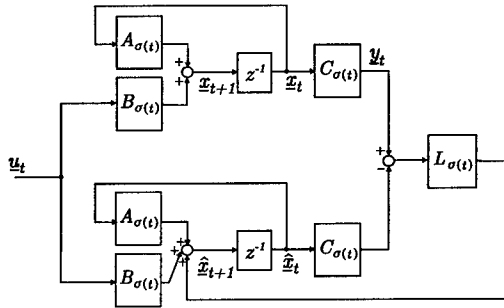 A_{σ(t)}
+
+
x_{t+1}
z⁻¹
x_t
C_{σ(t)}
y_t
B_{σ(t)}
u_t
+
−
L_{σ(t)}
A_{σ(t)}
+
+
+
x̂_{t+1}
z⁻¹
x̂_t
C_{σ(t)}
B_{σ(t)}